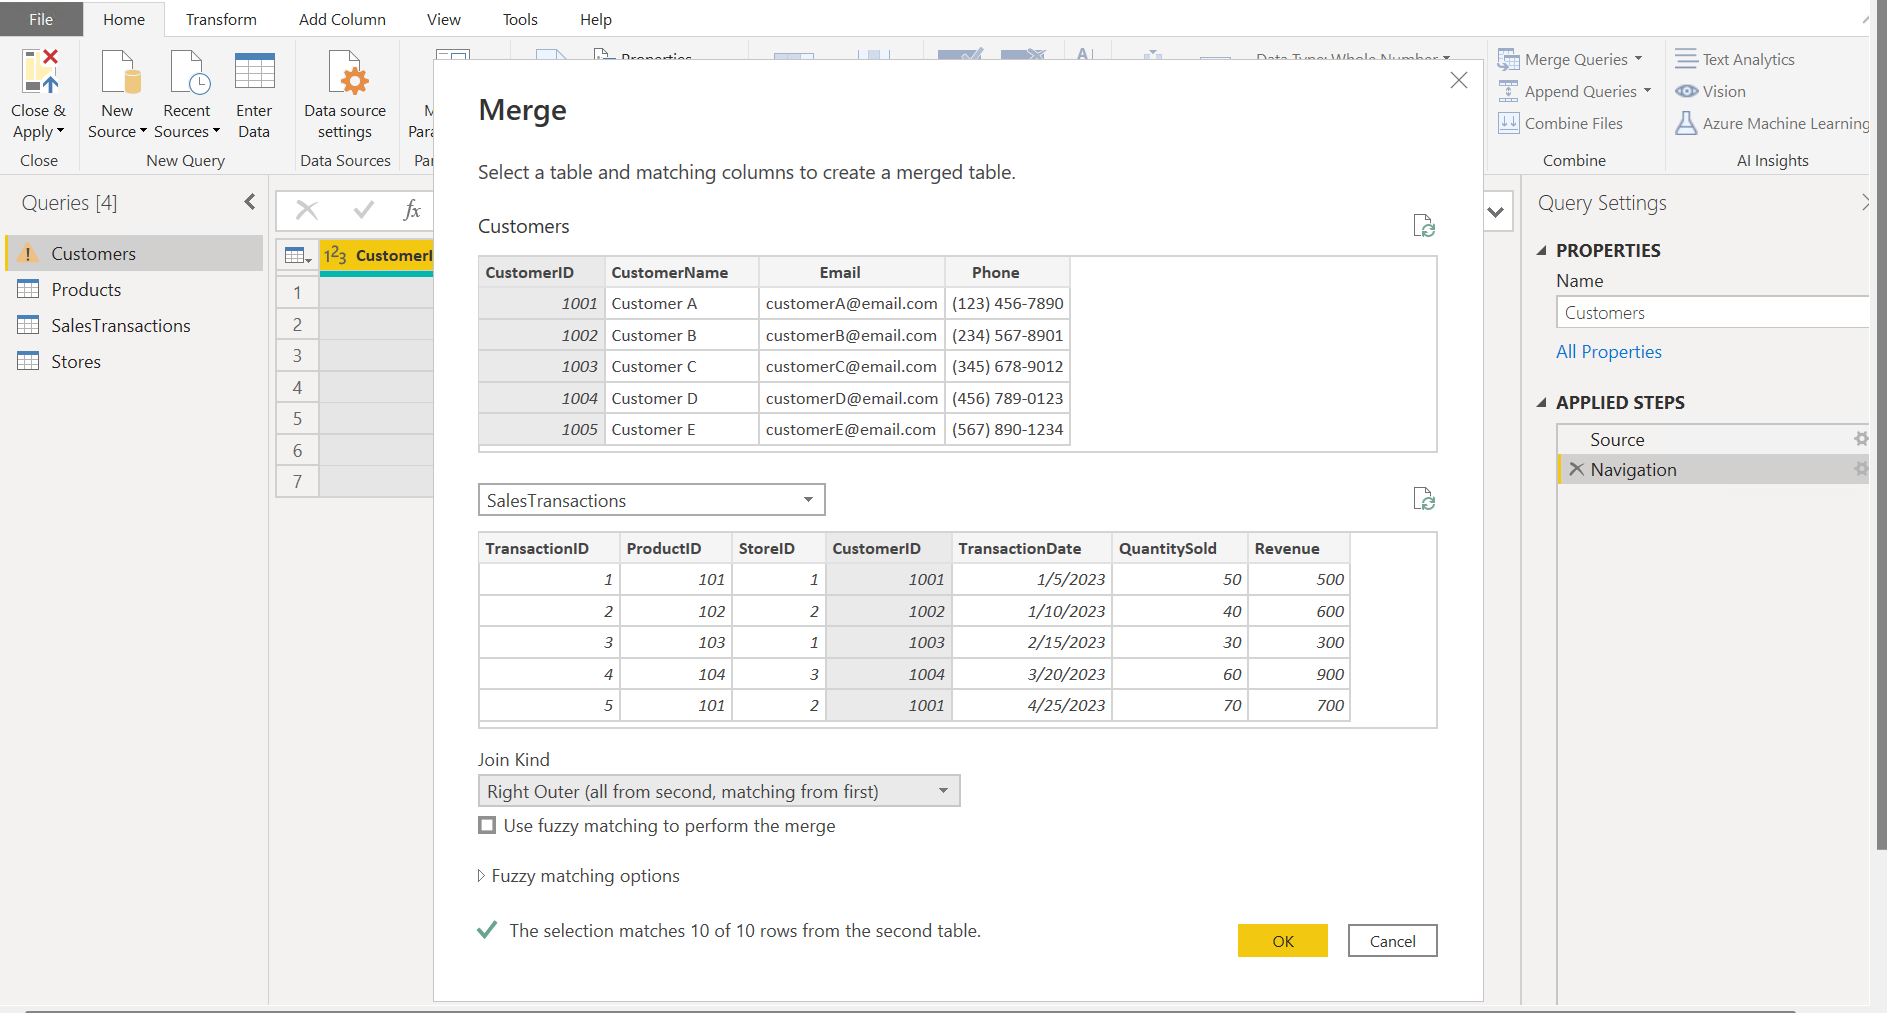 File Home Transform Add Column View Tools Help
Close & Apply
New Source
Recent Sources
Enter Data
Data source settings
Properties
Data Type: Whole Number
Merge Queries
Append Queries
Combine Files
Text Analytics
Vision
Azure Machine Learning
Close
New Query
Data Sources
Combine
AI Insights
Queries [4]
Customers
Products
SalesTransactions
Stores
fx
123 CustomerI
1
2
3
4
5
6
7
Merge
Select a table and matching columns to create a merged table.
Customers
CustomerID CustomerName Email Phone
1001 Customer A customerA@email.com (123) 456-7890
1002 Customer B customerB@email.com (234) 567-8901
1003 Customer C customerC@email.com (345) 678-9012
1004 Customer D customerD@email.com (456) 789-0123
1005 Customer E customerE@email.com (567) 890-1234
SalesTransactions
TransactionID ProductID StoreID CustomerID TransactionDate QuantitySold Revenue
1 101 1 1001 1/5/2023 50 500
2 102 2 1002 1/10/2023 40 600
3 103 1 1003 2/15/2023 30 300
4 104 3 1004 3/20/2023 60 900
5 101 2 1001 4/25/2023 70 700
Join Kind
Right Outer (all from second, matching from first)
Use fuzzy matching to perform the merge
Fuzzy matching options
The selection matches 10 of 10 rows from the second table.
OK
Cancel
Query Settings
PROPERTIES
Name
Customers
All Properties
APPLIED STEPS
Source
Navigation